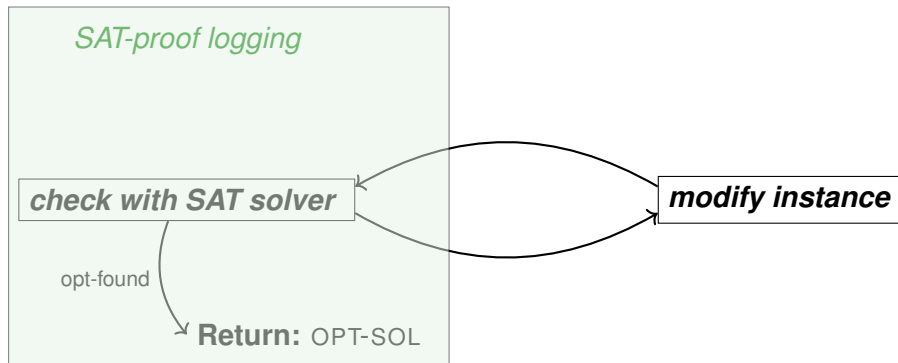 SAT-proof logging
check with SAT solver
modify instance
opt-found
Return: OPT-SOL